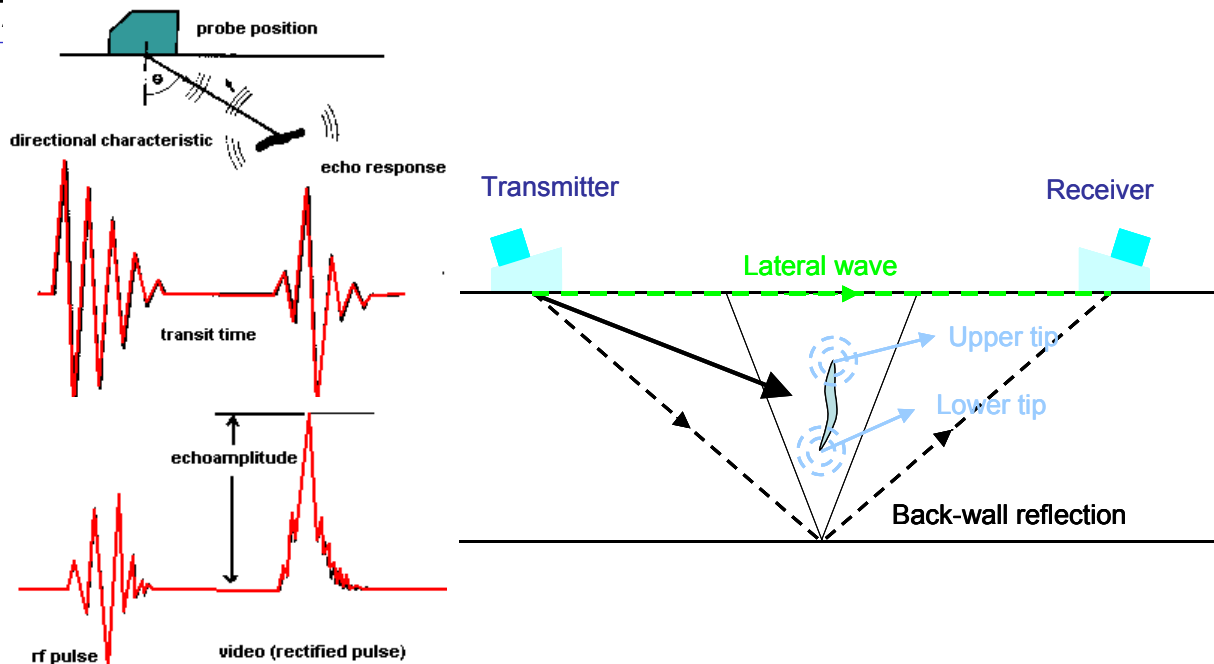 probe position
ɵ
directional characteristic
echo response
transit time
echoamplitude
rf pulse
video (rectified pulse)
Transmitter
Receiver
Lateral wave
Upper tip
Lower tip
Back-wall reflection